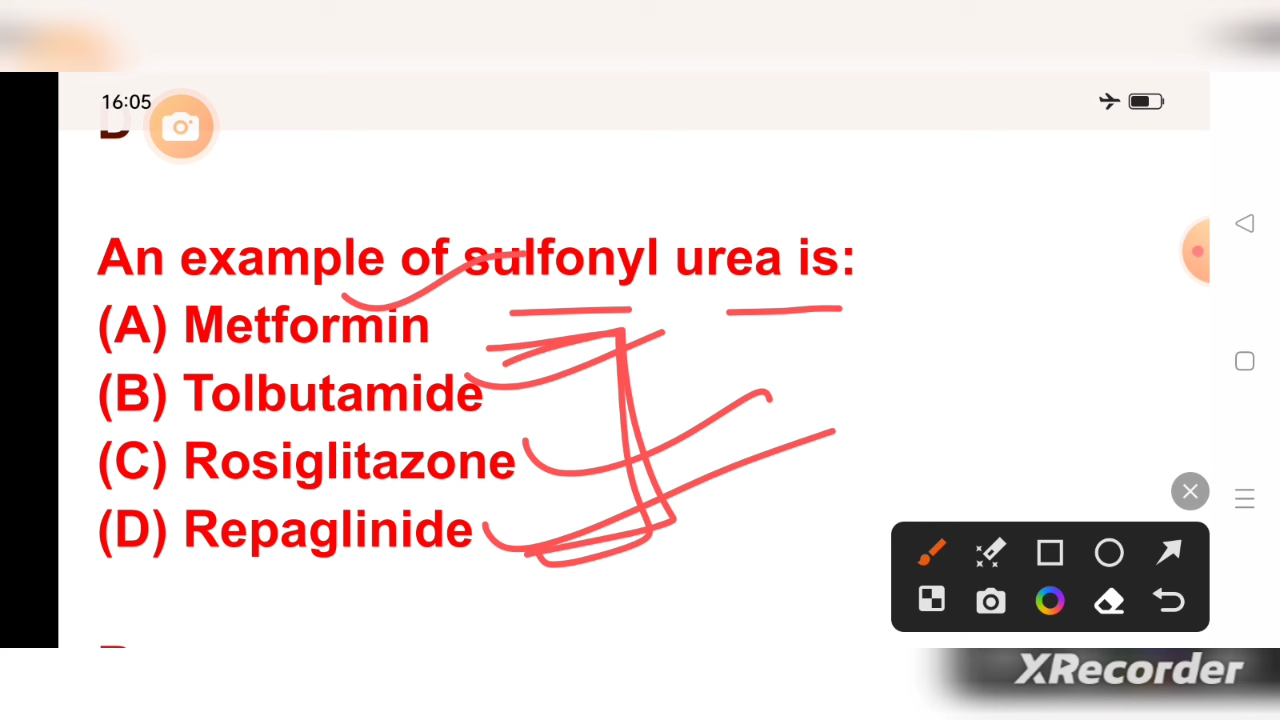 16:05
An example of sulfonyl urea is:
(A) Metformin
(B) Tolbutamide
(C) Rosiglitazone
(D) Repaglinide
XRecorder